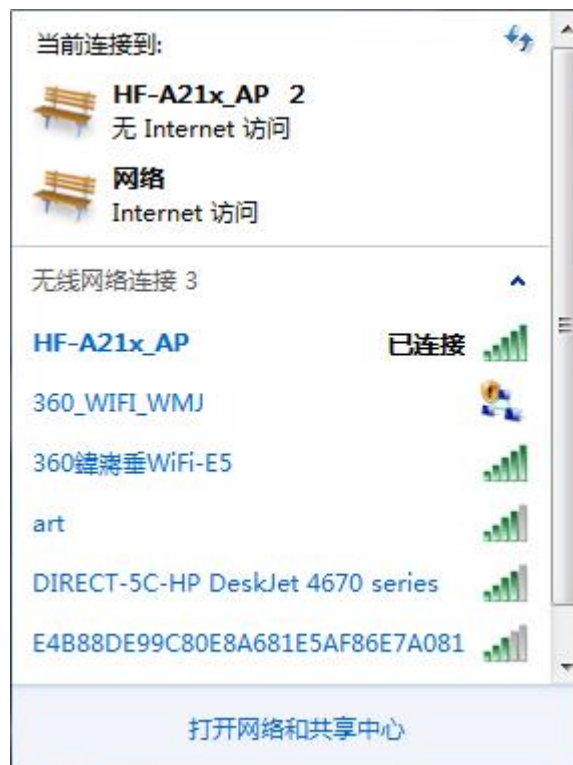 当前连接到:
HF-A21x_AP 2
无 Internet 访问
网络
Internet 访问
无线网络连接 3
HF-A21x_AP 已连接
360_WIFI_WMJ
360鍏嶈垂WiFi-E5
art
DIRECT-5C-HP DeskJet 4670 series
E4B88DE99C80E8A681E5AF86E7A081
打开网络和共享中心